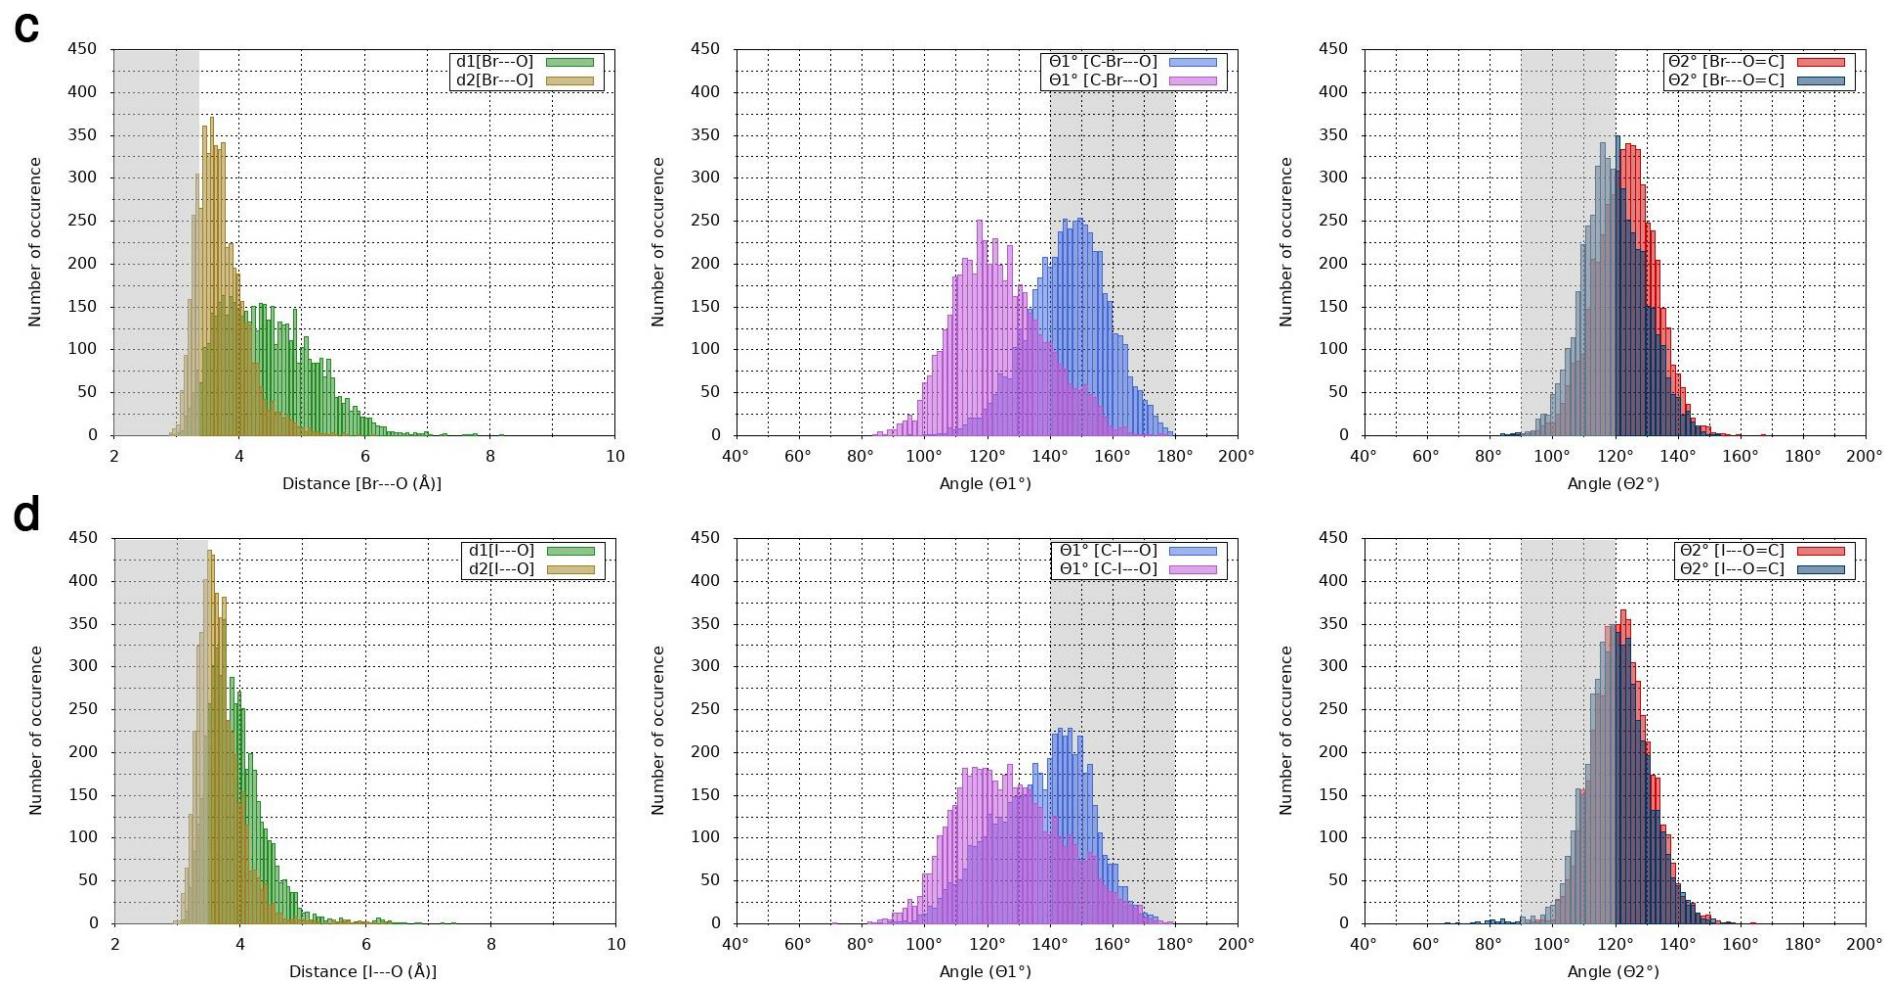 c
450
400
350
300
250
200
150
100
50
0
Number of occurence
d1[Br---O]
d2[Br---O]
2 4 6 8 10
Distance [Br---O (Å)]
450
400
350
300
250
200
150
100
50
0
Number of occurence
Θ1° [C-Br---O]
Θ1° [C-Br---O]
40° 60° 80° 100° 120° 140° 160° 180° 200°
Angle (Θ1°)
450
400
350
300
250
200
150
100
50
0
Number of occurence
Θ2° [Br---O=C]
Θ2° [Br---O=C]
40° 60° 80° 100° 120° 140° 160° 180° 200°
Angle (Θ2°)
d
450
400
350
300
250
200
150
100
50
0
Number of occurence
d1[I---O]
d2[I---O]
2 4 6 8 10
Distance [I---O (Å)]
450
400
350
300
250
200
150
100
50
0
Number of occurence
Θ1° [C-I---O]
Θ1° [C-I---O]
40° 60° 80° 100° 120° 140° 160° 180° 200°
Angle (Θ1°)
450
400
350
300
250
200
150
100
50
0
Number of occurence
Θ2° [I---O=C]
Θ2° [I---O=C]
40° 60° 80° 100° 120° 140° 160° 180° 200°
Angle (Θ2°)